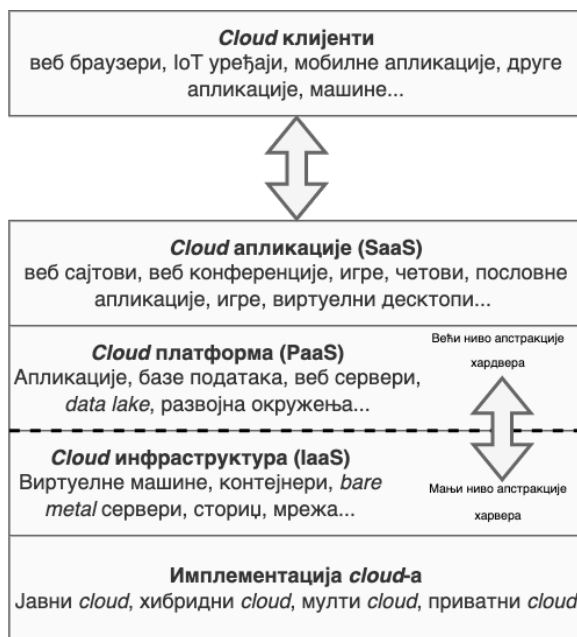 Cloud клијенти
веб браузери, IoT уређаји, мобилне апликације, друге
апликације, машине...
Cloud апликације (SaaS)
веб сајтови, веб конференције, игре, четови, пословне
апликације, игре, виртуелни десктопи...
Cloud платформа (PaaS)
Апликације, базе података, веб сервери,
data lake, развојна окружења...
Већи ниво апстракције
хардвера
Cloud инфраструктура (IaaS)
Виртуелне машине, контејнери, bare
metal сервери, сториџ, мрежа...
Мањи ниво апстракције
харвера
Имплементација cloud-а
Јавни cloud, хибридни cloud, мулти cloud, приватни cloud